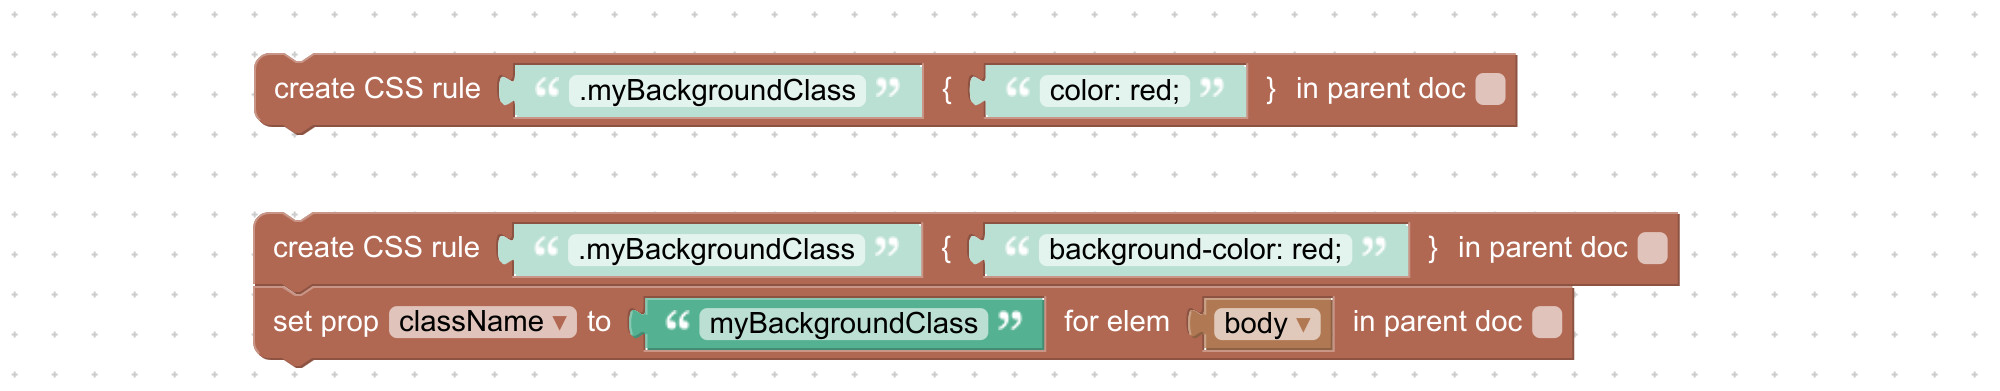 create CSS rule “ .myBackgroundClass ” { “ color: red; ” } in parent doc
create CSS rule “ .myBackgroundClass ” { “ background-color: red; ” } in parent doc
set prop className ▾ to “ myBackgroundClass ” for elem body ▾ in parent doc